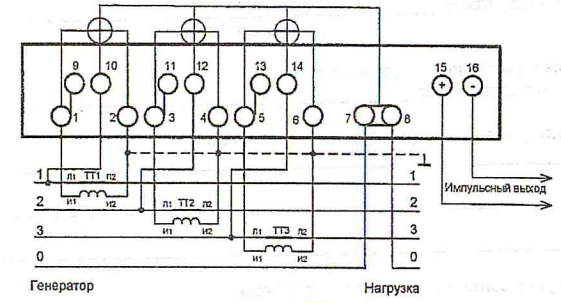 9 10 11 12 13 14 15 16
+ -
1 2 3 4 5 6 7 8
1 Л1 ТТ1 Л2 1
И1 И2
Импульсный выход
2 Л1 ТТ2 Л2 2
И1 И2
3 Л1 ТТ3 Л2 3
И1 И2
0 0
Генератор Нагрузка